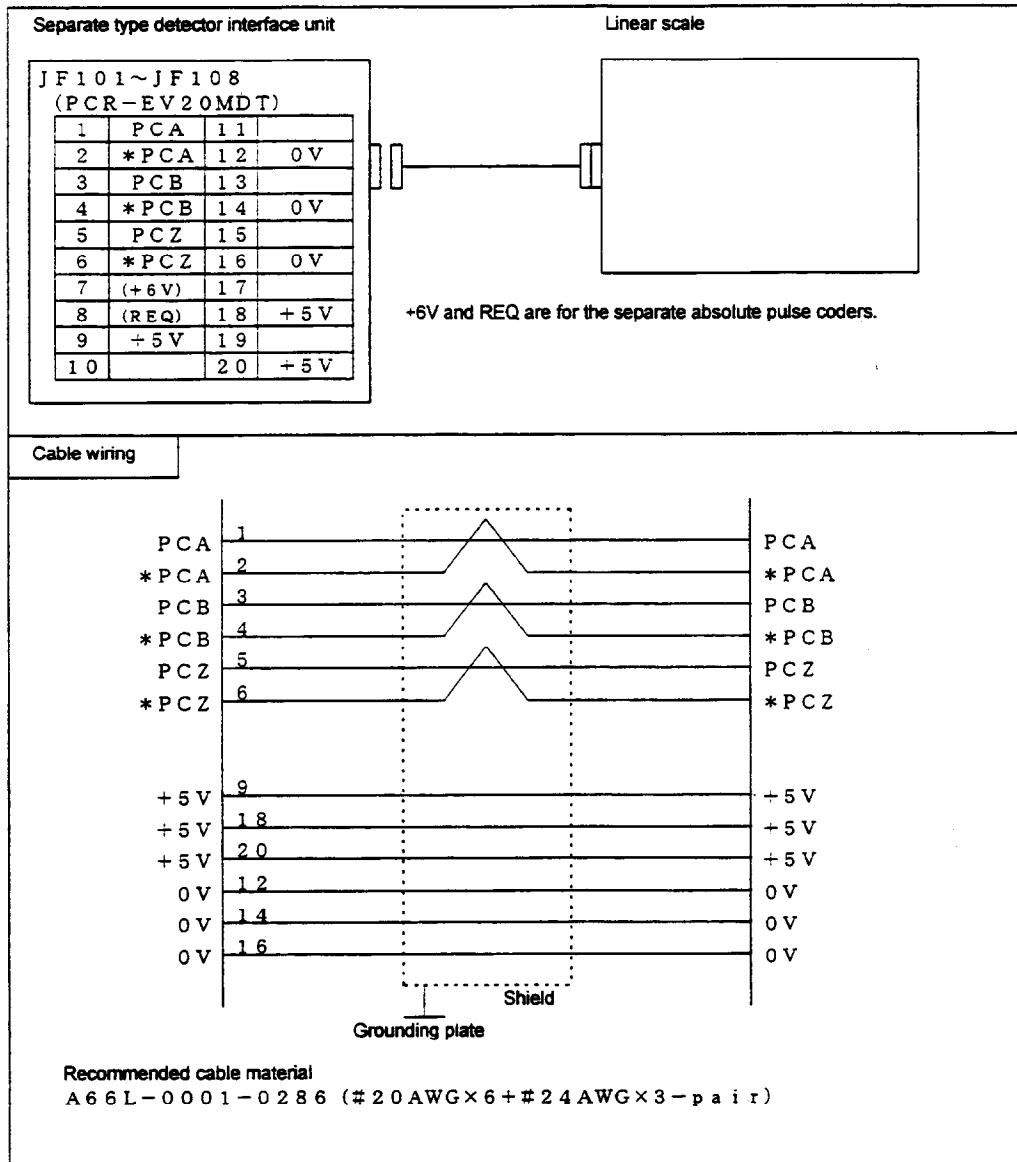 Separate type detector interface unit
Linear scale
JF101~JF108
(PCR-EV20MDT)
1 PCA 11
2 *PCA 12 0V
3 PCB 13
4 *PCB 14 0V
5 PCZ 15
6 *PCZ 16 0V
7 (+6V) 17
8 (REQ) 18 +5V
9 +5V 19
10 20 +5V
+6V and REQ are for the separate absolute pulse coders.
Cable wiring
PCA 1 PCA
*PCA 2 *PCA
PCB 3 PCB
*PCB 4 *PCB
PCZ 5 PCZ
*PCZ 6 *PCZ
+5V 9 +5V
+5V 18 +5V
+5V 20 +5V
0V 12 0V
0V 14 0V
0V 16 0V
Shield
Grounding plate
Recommended cable material
A66L-0001-0286 (#20AWG×6+#24AWG×3-pair)